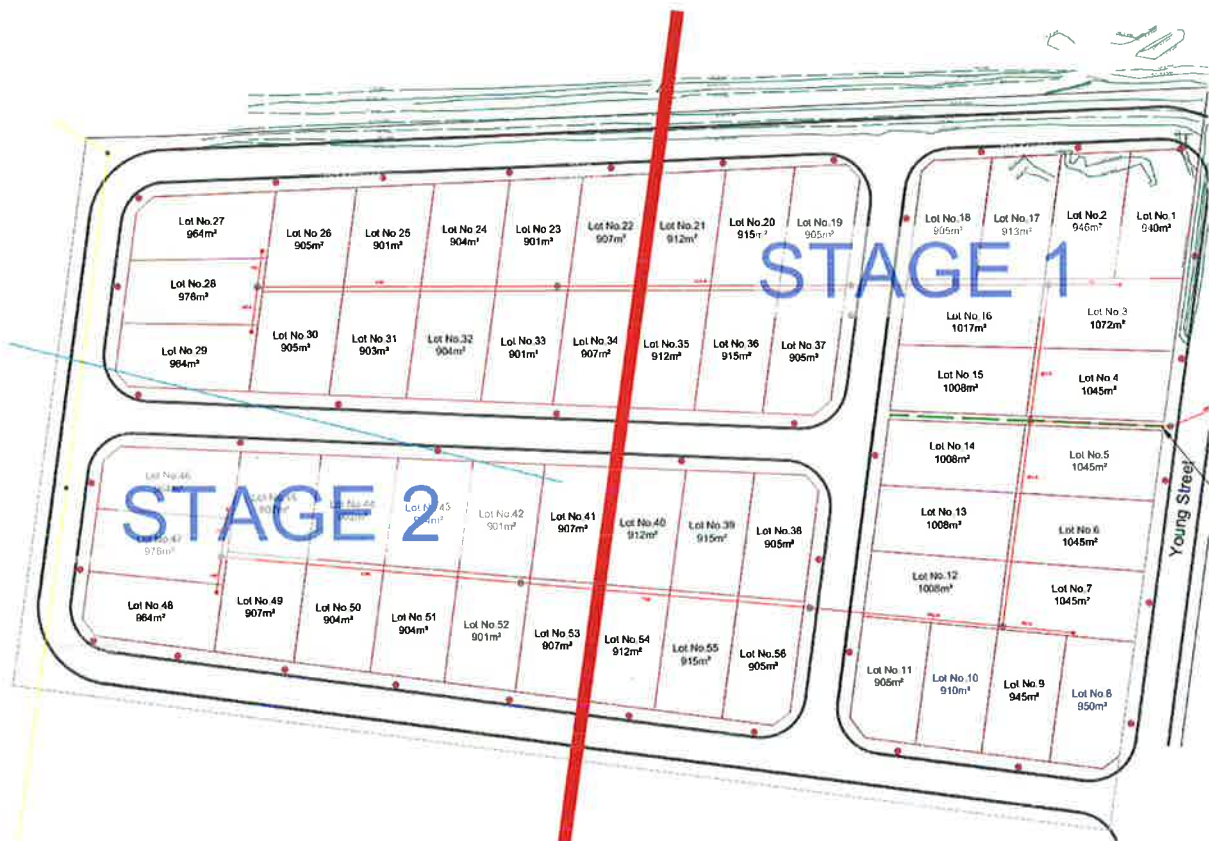 Lot No.27
964m²
Lot No 26
905m²
Lot No.25
901m²
Lot No 24
904m²
Lot No.23
901m²
Lot No.22
907m²
Lot No.21
912m²
Lot No.20
915m²
Lot No.19
905m²
Lot No.18
905m²
Lot No.17
913m²
Lot No.2
946m²
Lot No.1
940m²
STAGE 1
Lot No.28
976m²
Lot No 29
964m²
Lot No 30
905m²
Lot No.31
903m²
Lot No.32
904m²
Lot No.33
901m²
Lot No 34
907m²
Lot No.35
912m²
Lot No 36
915m²
Lot No.37
905m²
Lot No.16
1017m²
Lot No 3
1072m²
Lot No 15
1008m²
Lot No 4
1045m²
Lot No 14
1008m²
Lot No.5
1045m²
Lot No.13
1008m²
Lot No 6
1045m²
Lot No.12
1008m²
Lot No.7
1045m²
Lot No.11
905m²
Lot No.10
910m²
Lot No.9
945m²
Lot No.8
950m²
Young Street
Lot No.46
STAGE 2
Lot No.42
901m²
Lot No.41
907m²
Lot No.40
912m²
Lot No.39
915m²
Lot No.38
905m²
Lot No.47
976m²
Lot No 48
964m²
Lot No.49
907m²
Lot No.50
904m²
Lot No.51
904m²
Lot No.52
901m²
Lot No.53
907m²
Lot No.54
912m²
Lot No.55
915m²
Lot No.56
905m²